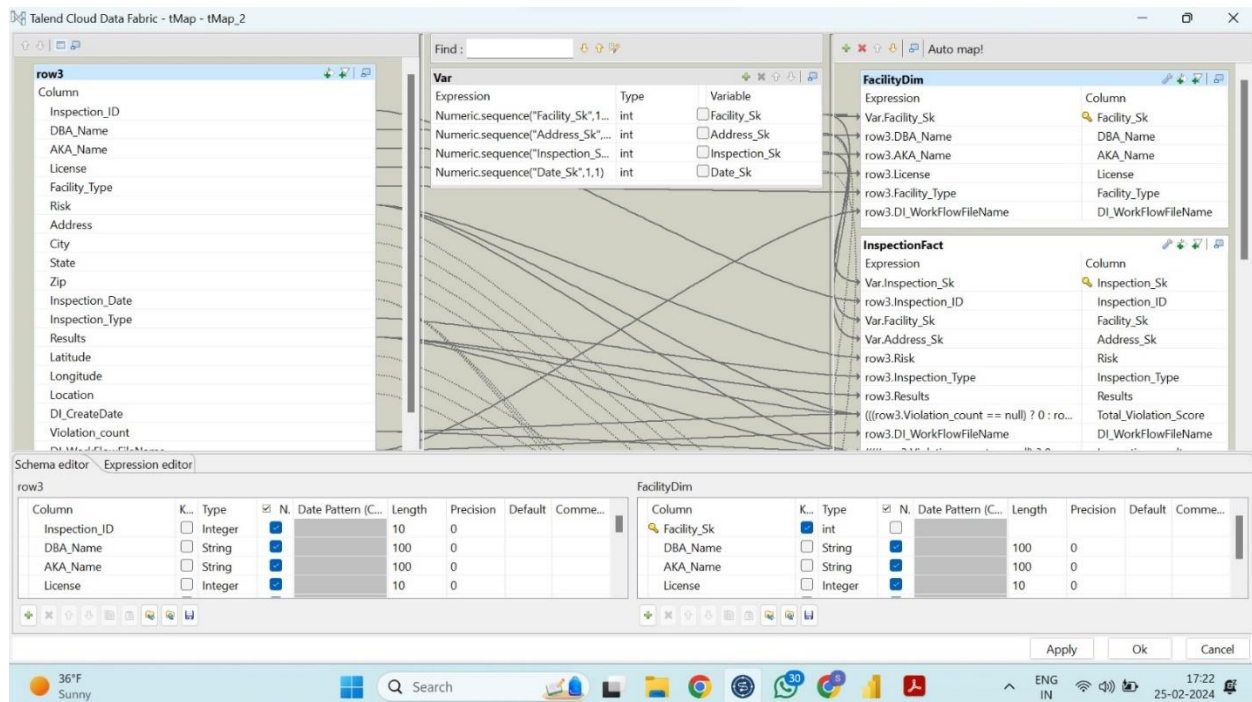 Talend Cloud Data Fabric - tMap - tMap_2
Find :
Auto map!
row3
Column
Inspection_ID
DBA_Name
AKA_Name
License
Facility_Type
Risk
Address
City
State
Zip
Inspection_Date
Inspection_Type
Results
Latitude
Longitude
Location
DI_CreateDate
Violation_count
Var
Expression Type Variable
Numeric.sequence("Facility_Sk",1... int Facility_Sk
Numeric.sequence("Address_Sk",... int Address_Sk
Numeric.sequence("Inspection_S... int Inspection_Sk
Numeric.sequence("Date_Sk",1,1) int Date_Sk
FacilityDim
Expression Column
Var.Facility_Sk Facility_Sk
row3.DBA_Name DBA_Name
row3.AKA_Name AKA_Name
row3.License License
row3.Facility_Type Facility_Type
row3.DI_WorkFlowFileName DI_WorkFlowFileName
InspectionFact
Expression Column
Var.Inspection_Sk Inspection_Sk
row3.Inspection_ID Inspection_ID
Var.Facility_Sk Facility_Sk
Var.Address_Sk Address_Sk
row3.Risk Risk
row3.Inspection_Type Inspection_Type
row3.Results Results
(((row3.Violation_count == null) ? 0 : ro... Total_Violation_Score
row3.DI_WorkFlowFileName DI_WorkFlowFileName
Schema editor Expression editor
row3
Column K... Type N. Date Pattern (C... Length Precision Default Comme...
Inspection_ID Integer 10 0
DBA_Name String 100 0
AKA_Name String 100 0
License Integer 10 0
FacilityDim
Column K... Type N. Date Pattern (C... Length Precision Default Comme...
Facility_Sk int
DBA_Name String 100 0
AKA_Name String 100 0
License Integer 10 0
Apply Ok Cancel
36°F
Sunny
Search
30
ENG
IN
17:22
25-02-2024